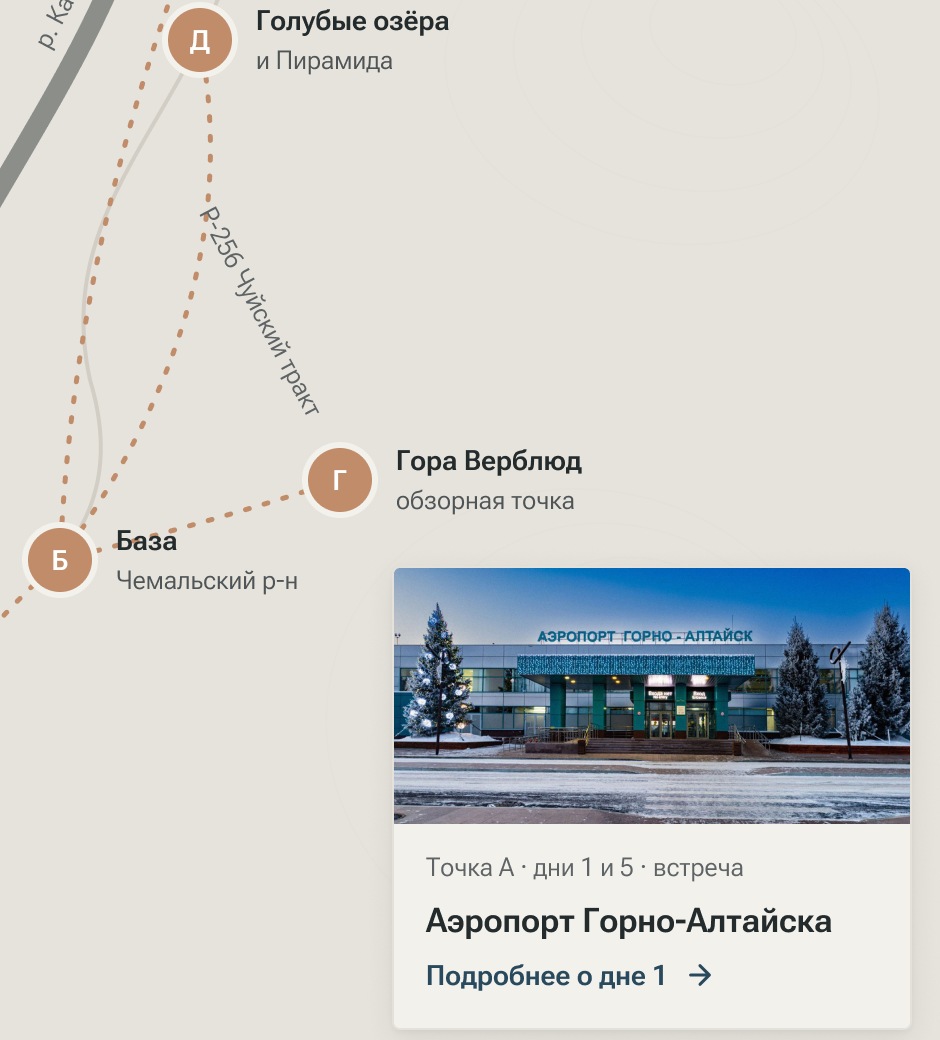 р. Ка
Д
Голубые озёра
и Пирамида
Р-256 Чуйский тракт
Г
Гора Верблюд
обзорная точка
Б
База
Чемальский р-н
АЭРОПОРТ ГОРНО - АЛТАЙСК
Точка А · дни 1 и 5 · встреча
Аэропорт Горно-Алтайска
Подробнее о дне 1 →